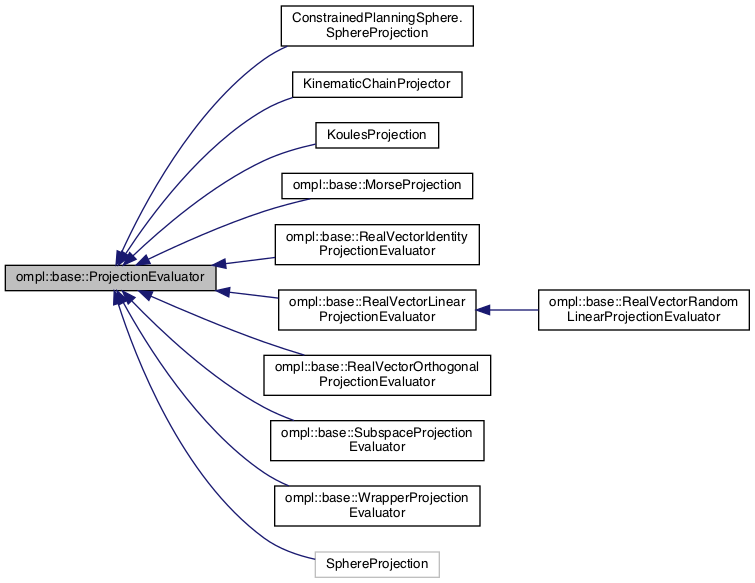 ConstrainedPlanningSphere.
SphereProjection
KinematicChainProjector
KoulesProjection
ompl::base::MorseProjection
ompl::base::RealVectorIdentity
ProjectionEvaluator
ompl::base::ProjectionEvaluator
ompl::base::RealVectorLinear
ProjectionEvaluator
ompl::base::RealVectorRandom
LinearProjectionEvaluator
ompl::base::RealVectorOrthogonal
ProjectionEvaluator
ompl::base::SubspaceProjection
Evaluator
ompl::base::WrapperProjection
Evaluator
SphereProjection